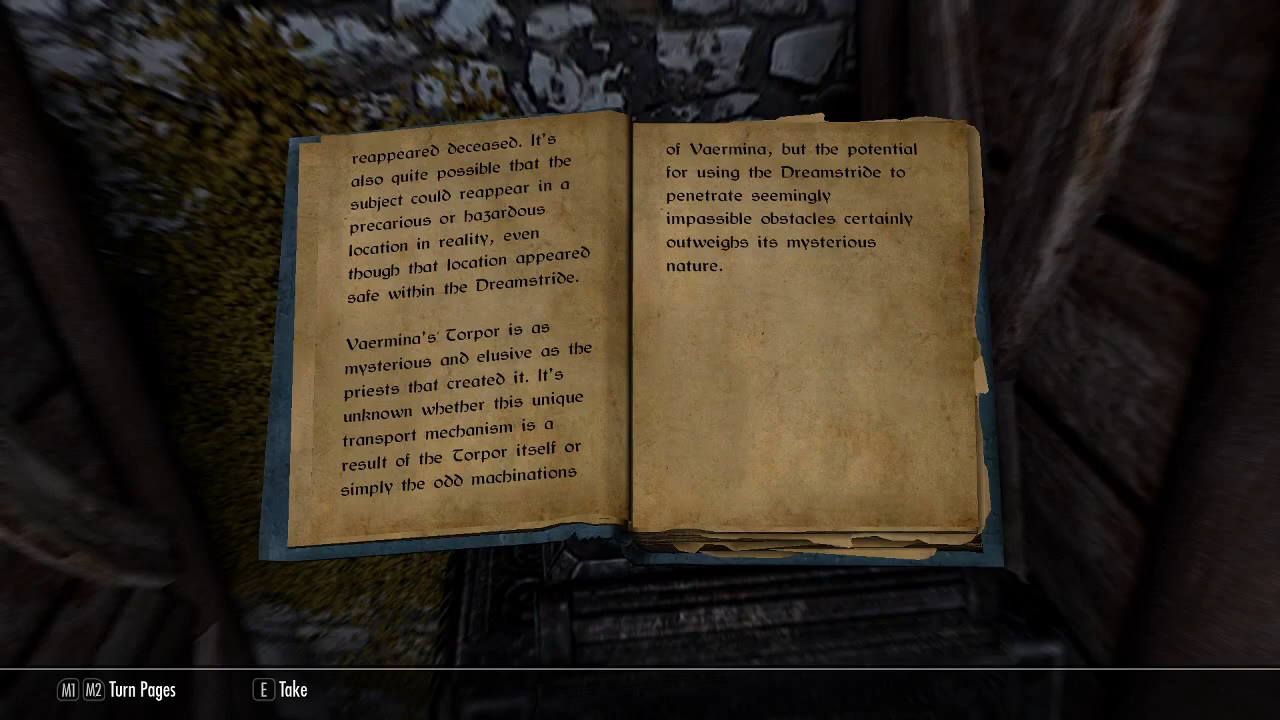 reappeared deceased. It's
also quite possible that the
subject could reappear in a
precarious or hazardous
location in reality, even
though that location appeared
safe within the Dreamstride.
Vaermina's Torpor is as
mysterious and elusive as the
priests that created it. It's
unknown whether this unique
transport mechanism is a
result of the Torpor itself or
simply the odd machinations
of Vaermina, but the potential
for using the Dreamstride to
penetrate seemingly
impassible obstacles certainly
outweighs its mysterious
nature.
M1 M2 Turn Pages
E Take